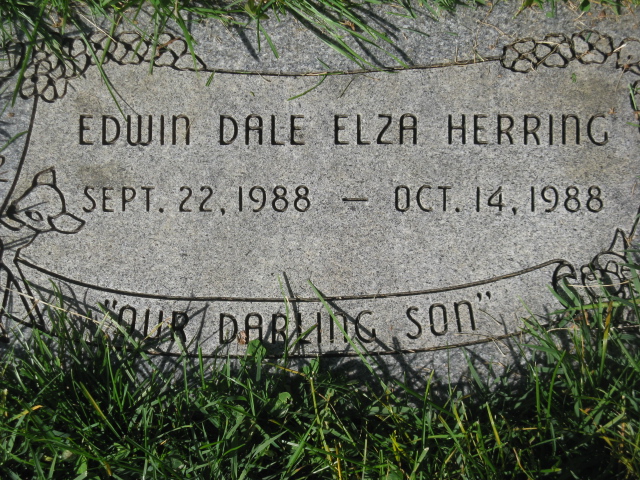 EDWIN DALE ELZA HERRING
SEPT. 22, 1988 — OCT. 14, 1988
"OUR DARLING SON"